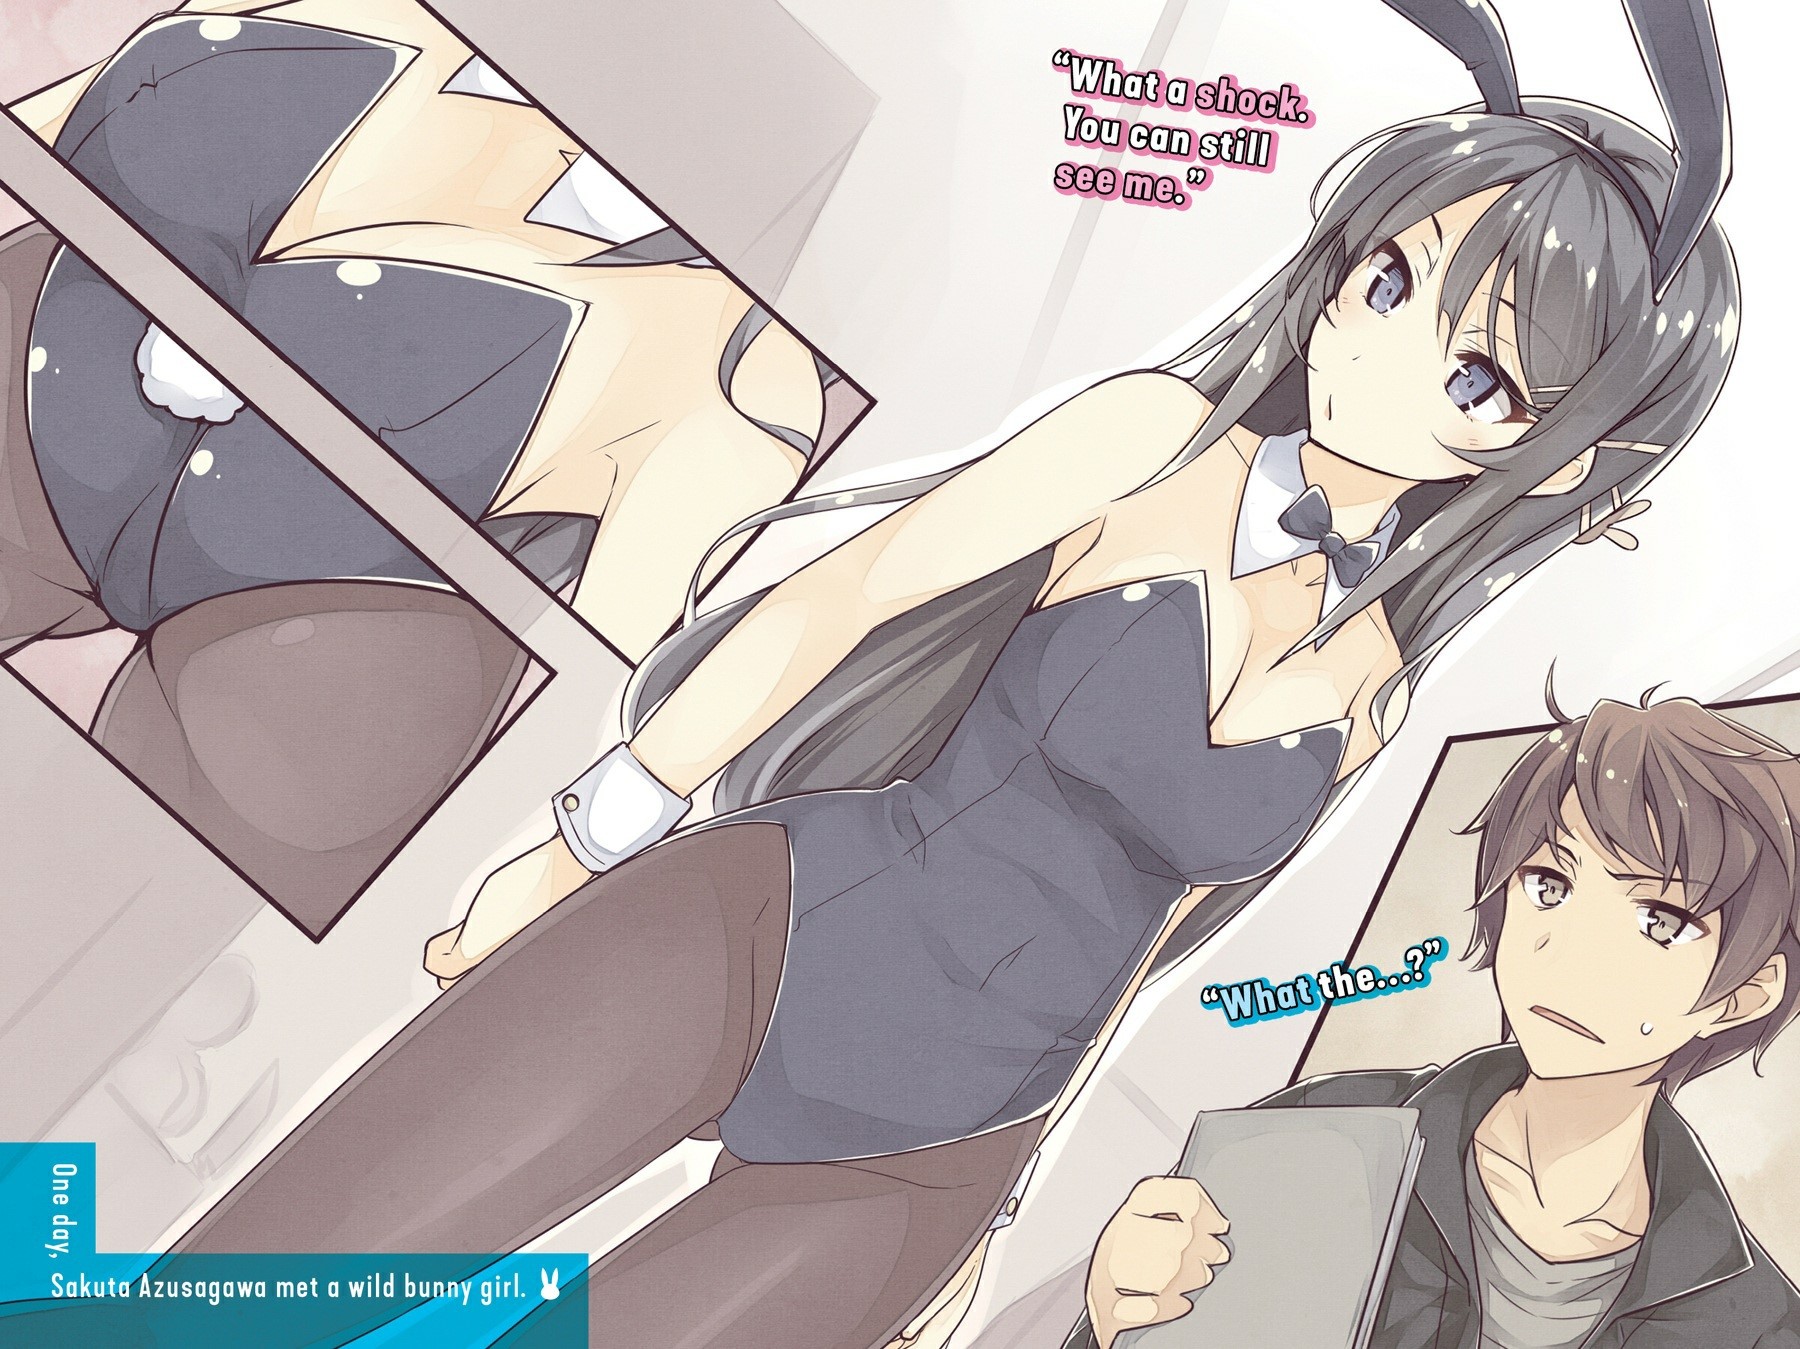 “What a shock.
You can still
see me.”
“What the...?”
One day,
Sakuta Azusagawa met a wild bunny girl.